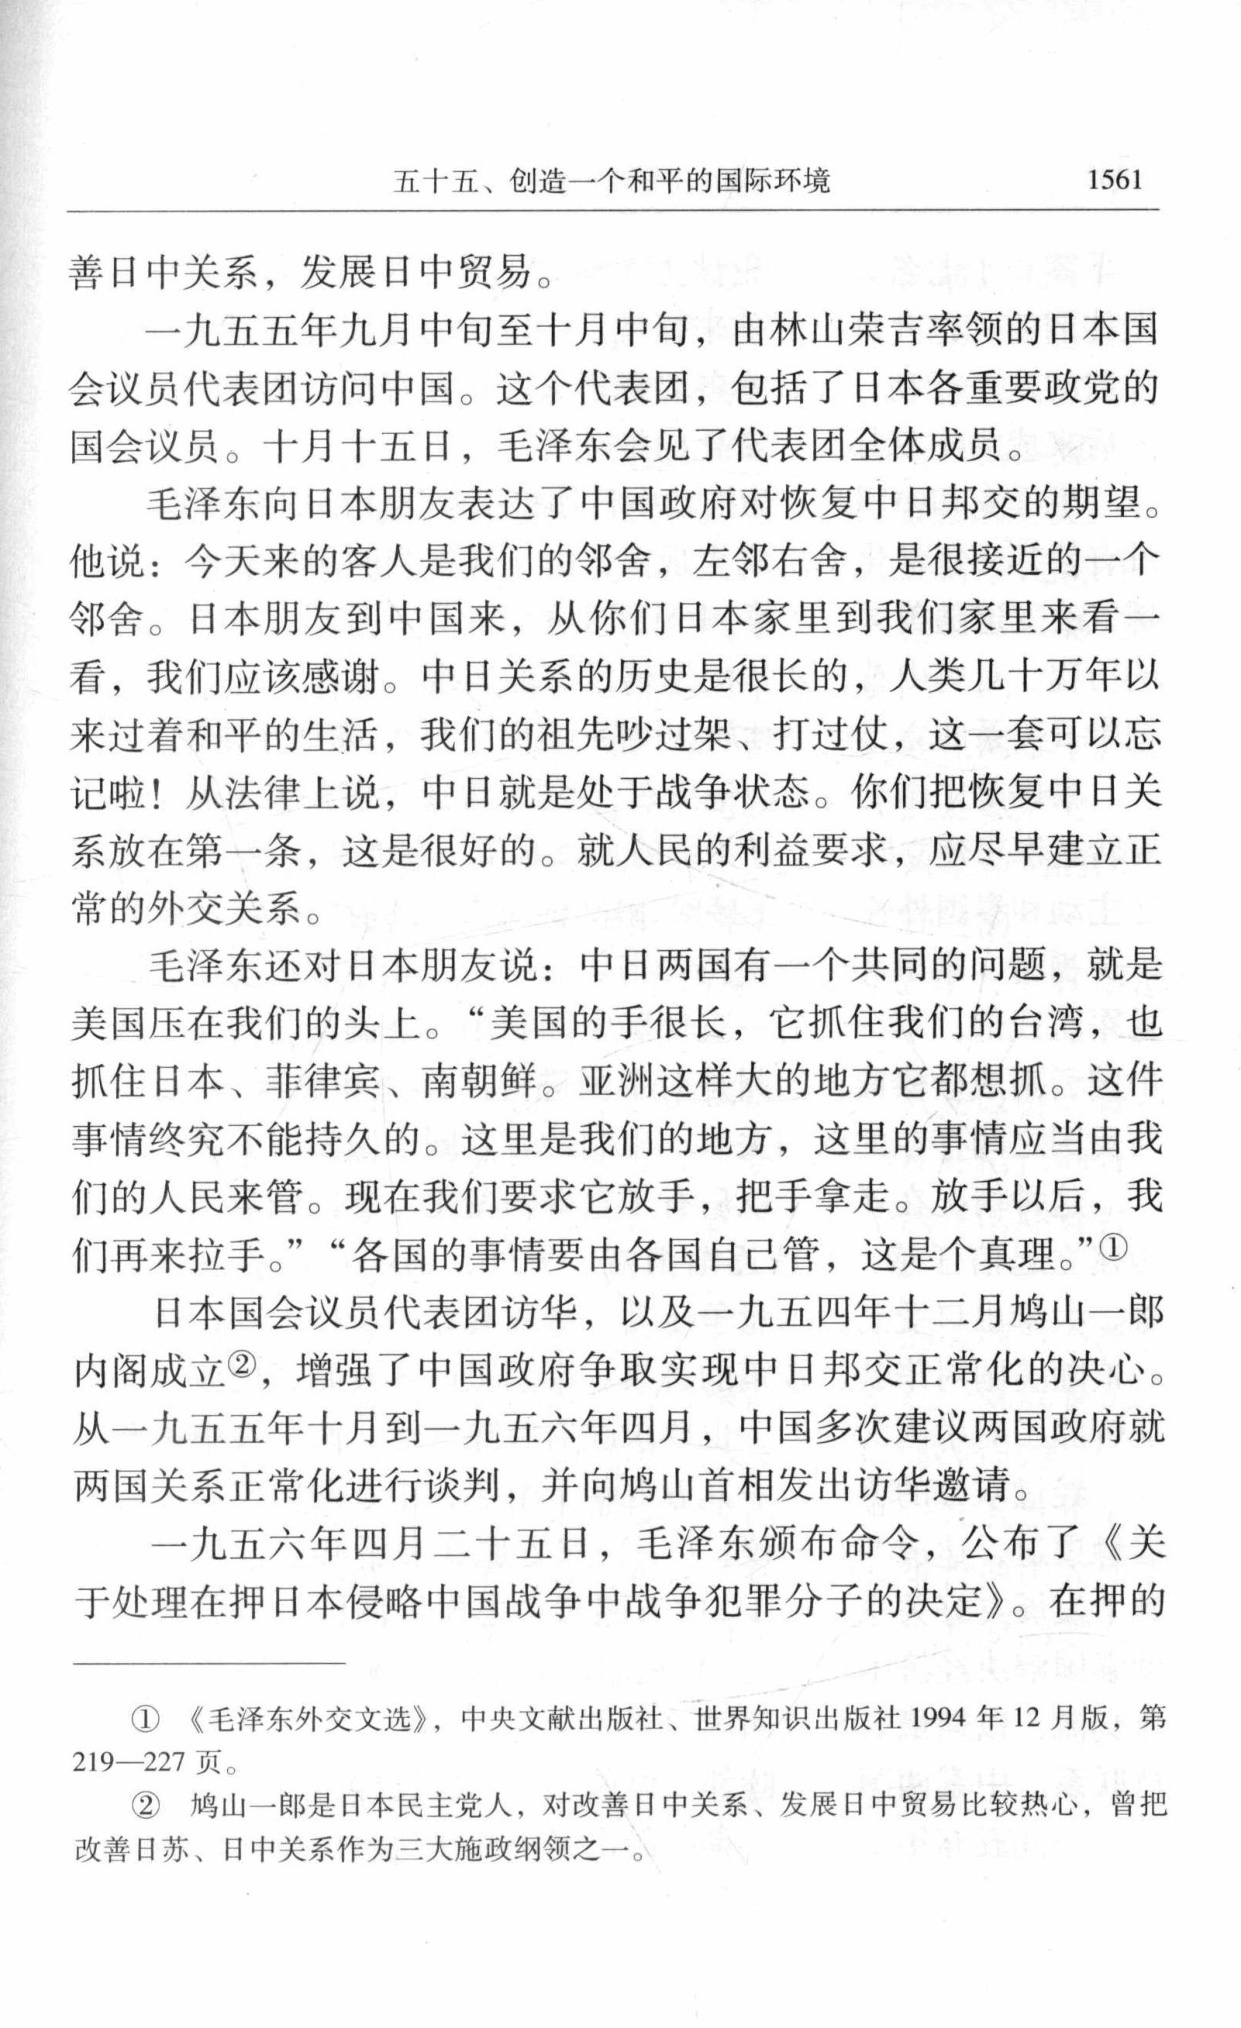 五十五、创造一个和平的国际环境 1561
善日中关系，发展日中贸易。
一九五五年九月中旬至十月中旬，由林山荣吉率领的日本国
会议员代表团访问中国。这个代表团，包括了日本各重要政党的
国会议员。十月十五日，毛泽东会见了代表团全体成员。
毛泽东向日本朋友表达了中国政府对恢复中日邦交的期望。
他说：今天来的客人是我们的邻舍，左邻右舍，是很接近的一个
邻舍。日本朋友到中国来，从你们日本家里到我们家里来看一
看，我们应该感谢。中日关系的历史是很长的，人类几十万年以
来过着和平的生活，我们的祖先吵过架、打过仗，这一套可以忘
记啦！从法律上说，中日就是处于战争状态。你们把恢复中日关
系放在第一条，这是很好的。就人民的利益要求，应尽早建立正
常的外交关系。
毛泽东还对日本朋友说：中日两国有一个共同的问题，就是
美国压在我们的头上。“美国的手很长，它抓住我们的台湾，也
抓住日本、菲律宾、南朝鲜。亚洲这样大的地方它都想抓。这件
事情终究不能持久的。这里是我们的地方，这里的事情应当由我
们的人民来管。现在我们要求它放手，把手拿走。放手以后，我
们再来拉手。”“各国的事情要由各国自己管，这是个真理。”①
日本国会议员代表团访华，以及一九五四年十二月鸠山一郎
内阁成立②，增强了中国政府争取实现中日邦交正常化的决心。
从一九五五年十月到一九五六年四月，中国多次建议两国政府就
两国关系正常化进行谈判，并向鸠山首相发出访华邀请。
一九五六年四月二十五日，毛泽东颁布命令，公布了《关
于处理在押日本侵略中国战争中战争犯罪分子的决定》。在押的
① 《毛泽东外交文选》，中央文献出版社、世界知识出版社 1994 年 12 月版，第
219—227 页。
② 鸠山一郎是日本民主党人，对改善日中关系、发展日中贸易比较热心，曾把
改善日苏、日中关系作为三大施政纲领之一。